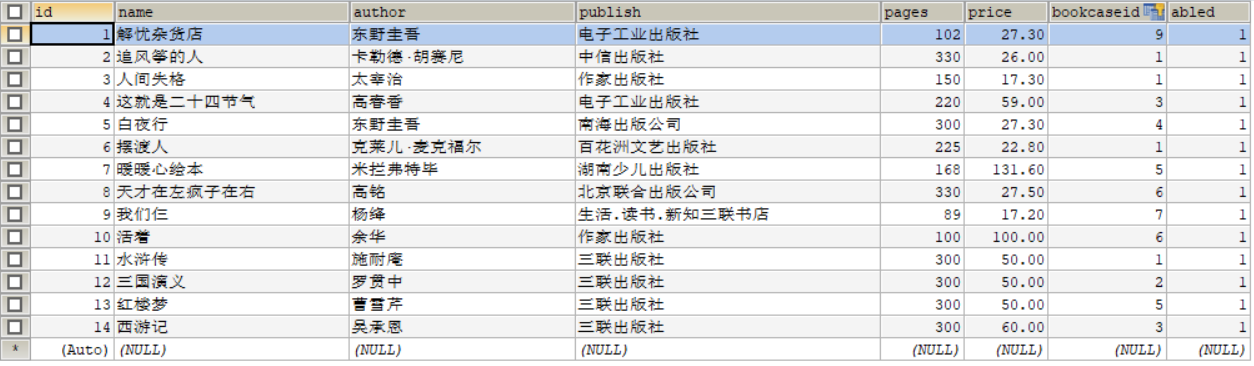 id name author publish pages price bookcaseid abled
1 解忧杂货店 东野圭吾 电子工业出版社 102 27.30 9 1
2 追风筝的人 卡勒德·胡赛尼 中信出版社 330 26.00 1 1
3 人间失格 太宰治 作家出版社 150 17.30 1 1
4 这就是二十四节气 高春香 电子工业出版社 220 59.00 3 1
5 白夜行 东野圭吾 南海出版公司 300 27.30 4 1
6 摆渡人 克莱儿·麦克福尔 百花洲文艺出版社 225 22.80 1 1
7 暖暖心绘本 米拦弗特毕 湖南少儿出版社 168 131.60 5 1
8 天才在左疯子在右 高铭 北京联合出版公司 330 27.50 6 1
9 我们仨 杨绛 生活.读书.新知三联书店 89 17.20 7 1
10 活着 余华 作家出版社 100 100.00 6 1
11 水浒传 施耐庵 三联出版社 300 50.00 1 1
12 三国演义 罗贯中 三联出版社 300 50.00 2 1
13 红楼梦 曹雪芹 三联出版社 300 50.00 5 1
14 西游记 吴承恩 三联出版社 300 60.00 3 1
* (Auto) (NULL) (NULL) (NULL) (NULL) (NULL) (NULL) (NULL)